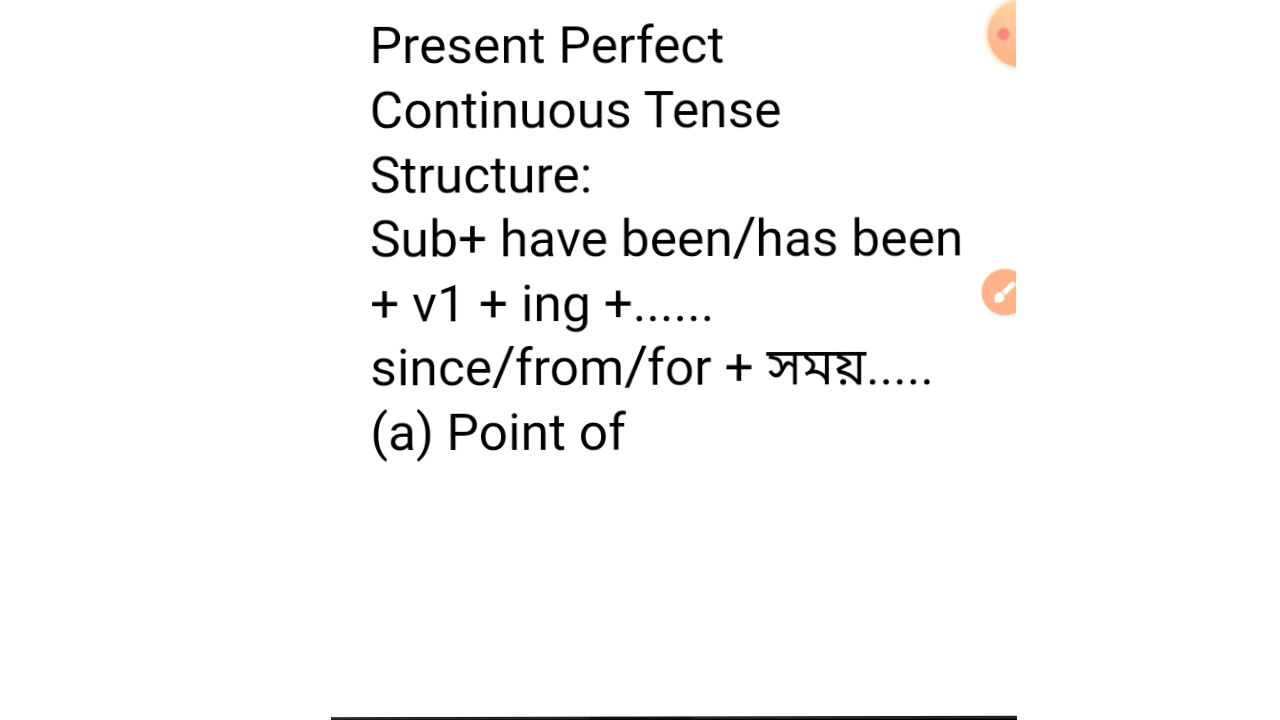 Present Perfect
Continuous Tense
Structure:
Sub+ have been/has been
+ v1 + ing +......
since/from/for + সময়.....
(a) Point of